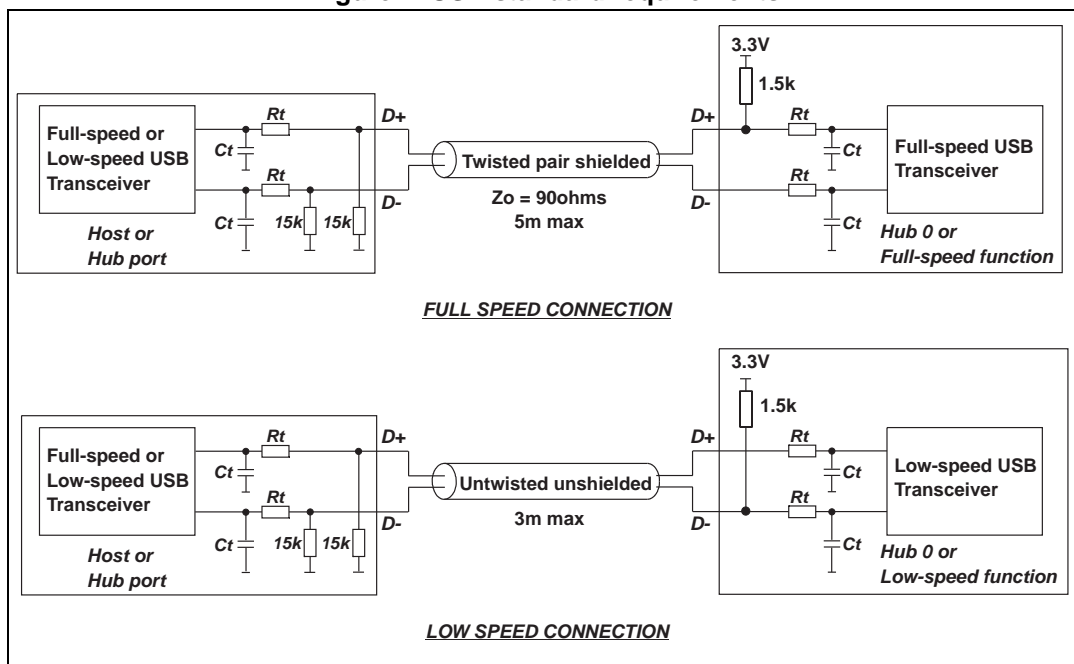 3.3V
1.5k
D+
Rt
Ct
Full-speed or
Low-speed USB
Transceiver
Rt
Ct
15k
15k
D-
Host or
Hub port
Twisted pair shielded
Zo = 90ohms
5m max
D+
Rt
Ct
D-
Rt
Ct
Full-speed USB
Transceiver
Hub 0 or
Full-speed function
FULL SPEED CONNECTION
3.3V
1.5k
D+
Rt
Ct
Full-speed or
Low-speed USB
Transceiver
Rt
Ct
15k
15k
D-
Host or
Hub port
Untwisted unshielded
3m max
D+
Rt
Ct
D-
Rt
Ct
Low-speed USB
Transceiver
Hub 0 or
Low-speed function
LOW SPEED CONNECTION